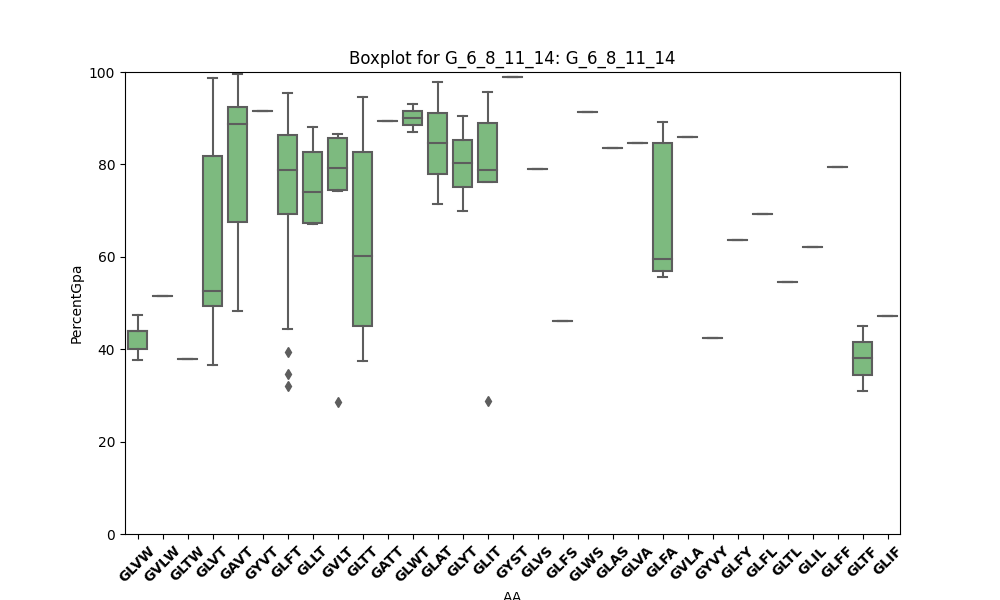 Boxplot for G_6_8_11_14: G_6_8_11_14
100
80
60
40
20
0
PercentGpa
GLVW GVLW GLTW GLVT GAVT GYVT GLFT GLLT GVLT GLTT GATT GLWT GLAT GLYT GLIT GYST GLVS GLFS GLWS GLAS GLVA GLFA GVLA GYVY GLFY GLFL GLTL GLIL GLFF GLTF GLIF
AA